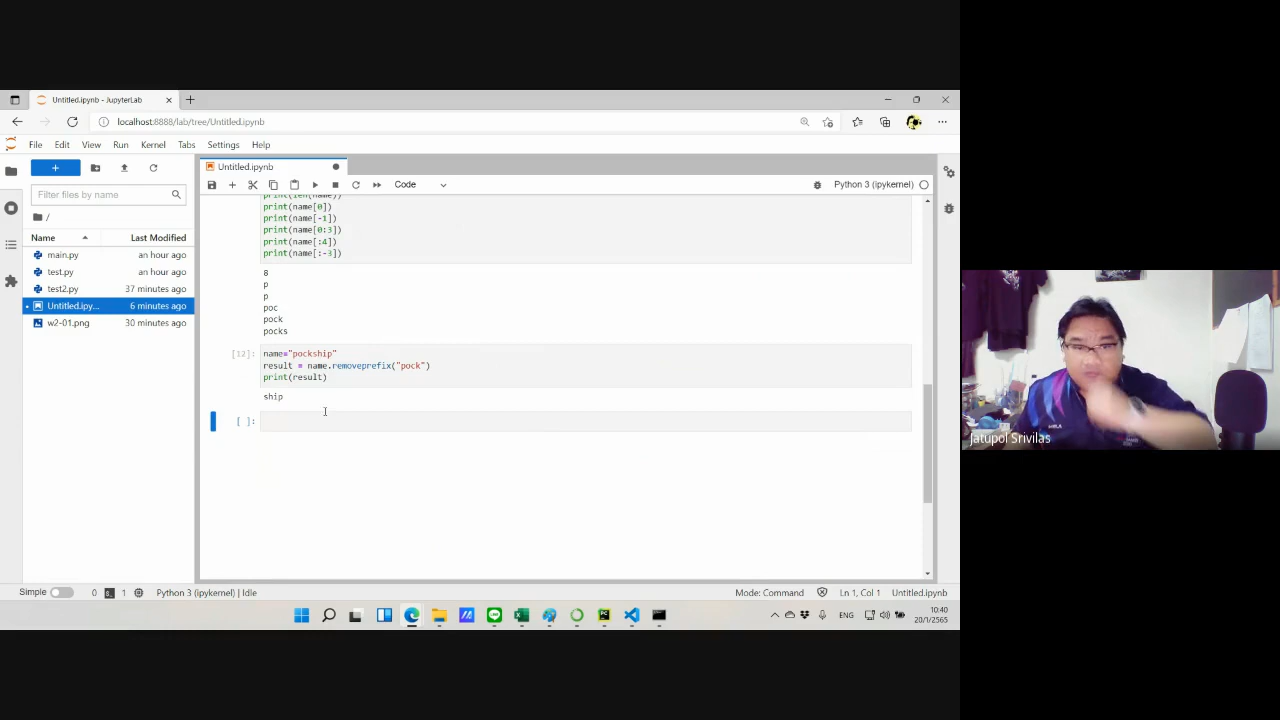 Untitled.ipynb - JupyterLab
localhost:8888/lab/tree/Untitled.ipynb
File Edit View Run Kernel Tabs Settings Help
Untitled.ipynb
Filter files by name
Code
Python 3 (ipykernel)
/
Name Last Modified
main.py an hour ago
test.py an hour ago
test2.py 37 minutes ago
Untitled.ipy... 6 minutes ago
w2-01.png 30 minutes ago
print(len(name))
print(name[0])
print(name[-1])
print(name[0:3])
print(name[:4])
print(name[:-3])
8
p
p
poc
pock
pocks
[12]: name="pockship"
result = name.removeprefix("pock")
print(result)
ship
[ ]:
Jatupol Srivilas
Simple 0 1 Python 3 (ipykernel) | Idle Mode: Command Ln 1, Col 1 Untitled.ipynb
ENG 10:40
20/1/2565